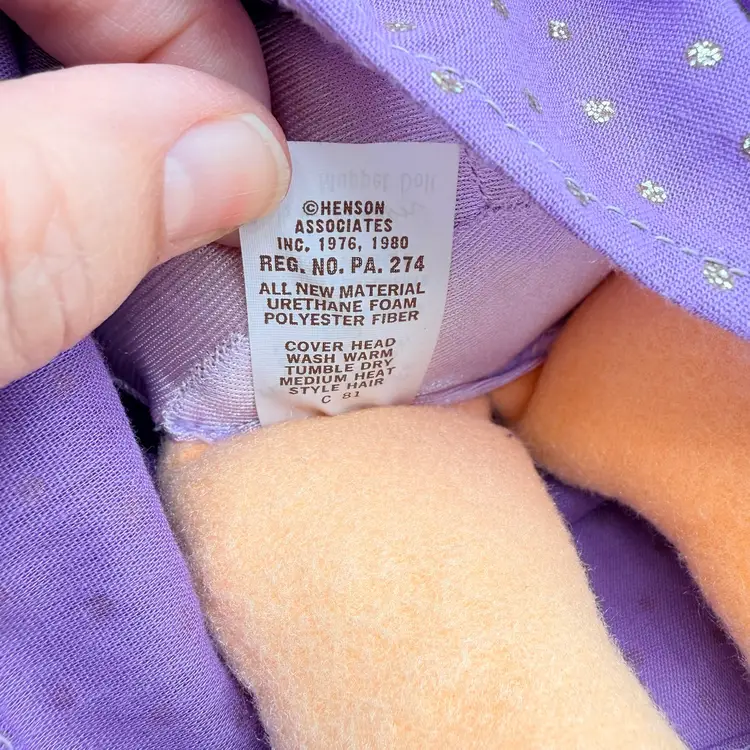 ©HENSON
ASSOCIATES
INC. 1976, 1980
REG. NO. PA. 274
ALL NEW MATERIAL
URETHANE FOAM
POLYESTER FIBER
COVER HEAD
WASH WARM
TUMBLE DRY
MEDIUM HEAT
STYLE HAIR
C 81